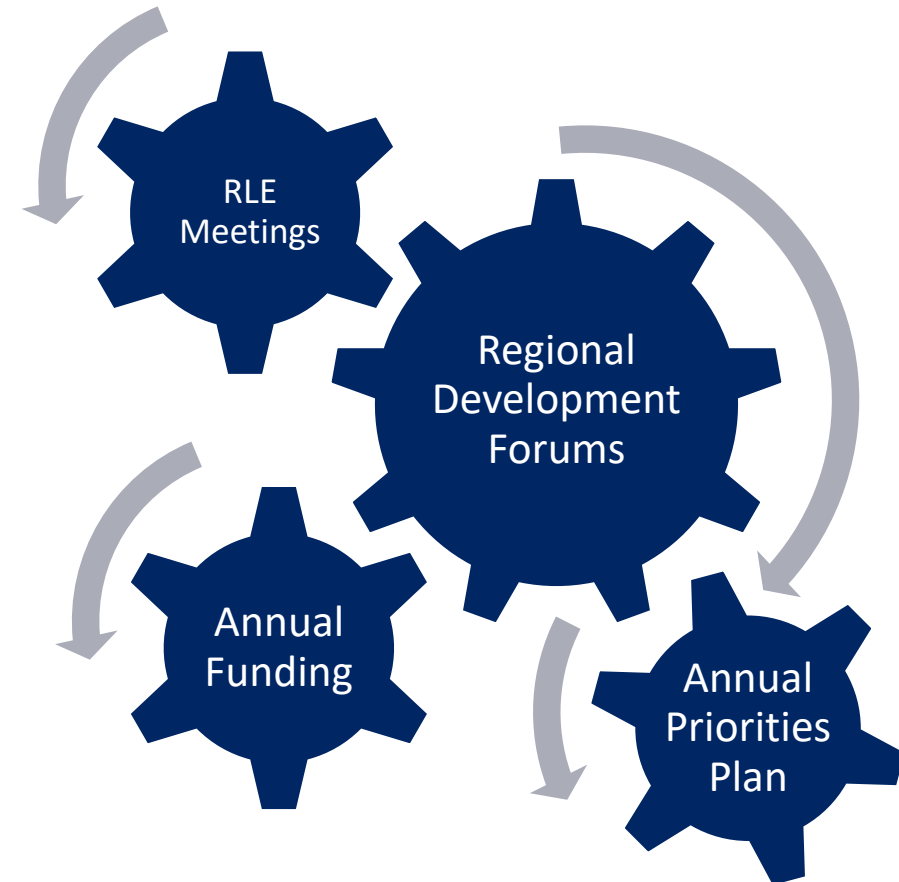 RLE
Meetings
Regional
Development
Forums
Annual
Funding
Annual
Priorities
Plan